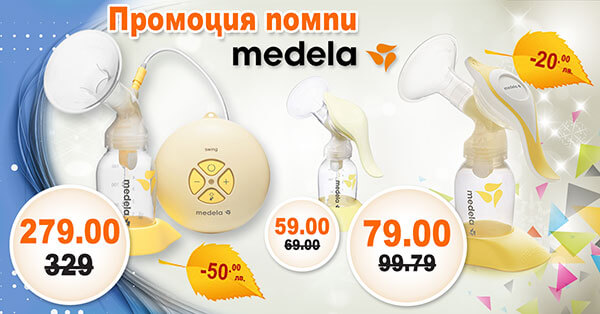 Промоция помпи
medela
-20.00
лв.
medela
swing
medela
279.00
329
-50.00
лв.
59.00
69.00
79.00
99.79